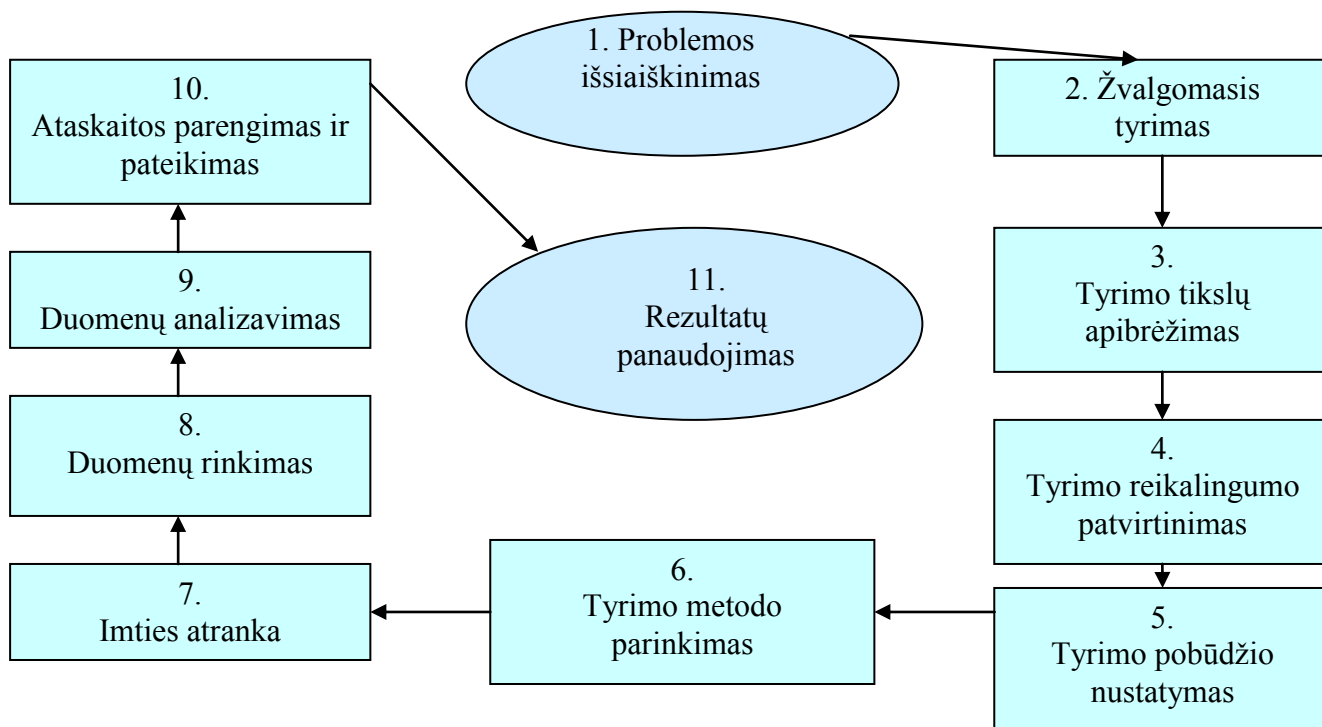 1. Problemos
išsiaiškinimas
2. Žvalgomasis
tyrimas
3.
Tyrimo tikslų
apibrėžimas
4.
Tyrimo reikalingumo
patvirtinimas
5.
Tyrimo pobūdžio
nustatymas
6.
Tyrimo metodo
parinkimas
7.
Imties atranka
8.
Duomenų rinkimas
9.
Duomenų analizavimas
10.
Ataskaitos parengimas ir
pateikimas
11.
Rezultatų
panaudojimas